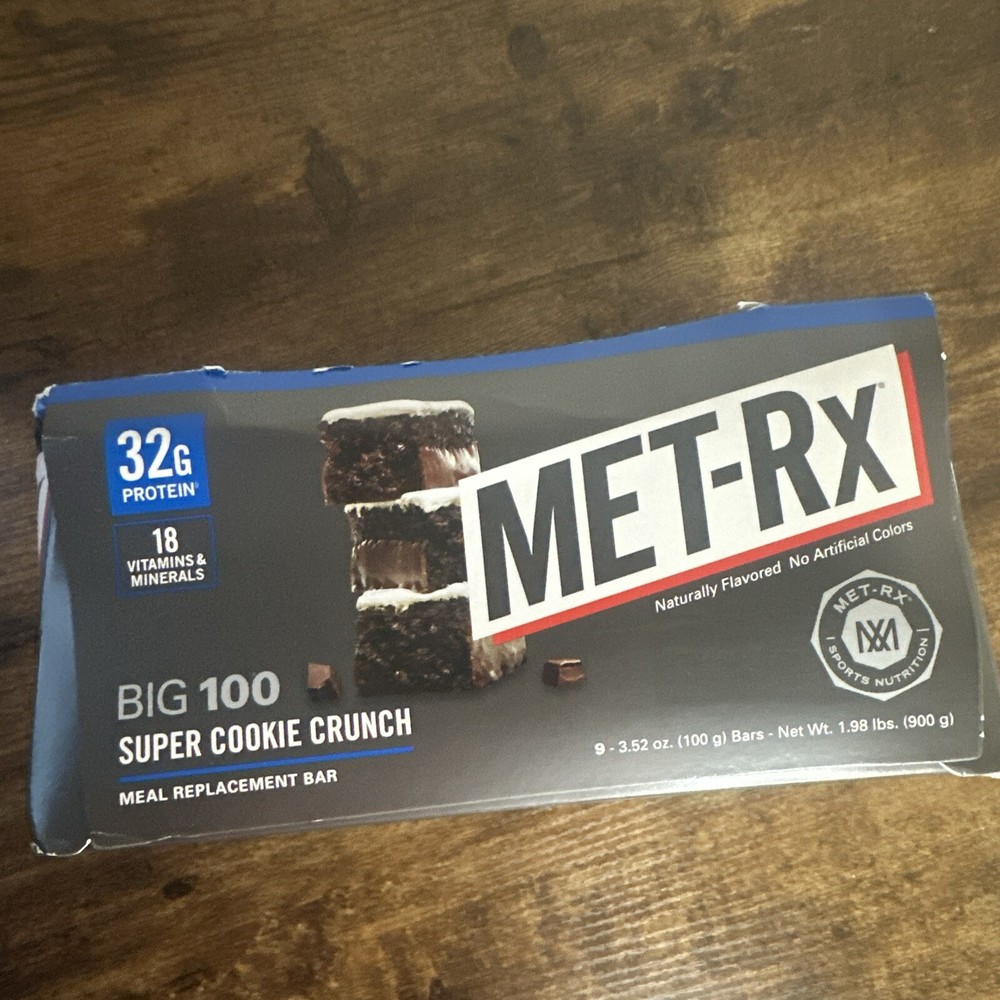 32G
PROTEIN
18
VITAMINS &
MINERALS
MET-Rx®
Naturally Flavored No Artificial Colors
MET-RX®
SPORTS NUTRITION
BIG 100
SUPER COOKIE CRUNCH
MEAL REPLACEMENT BAR
9 - 3.52 oz. (100 g) Bars - Net Wt. 1.98 lbs. (900 g)